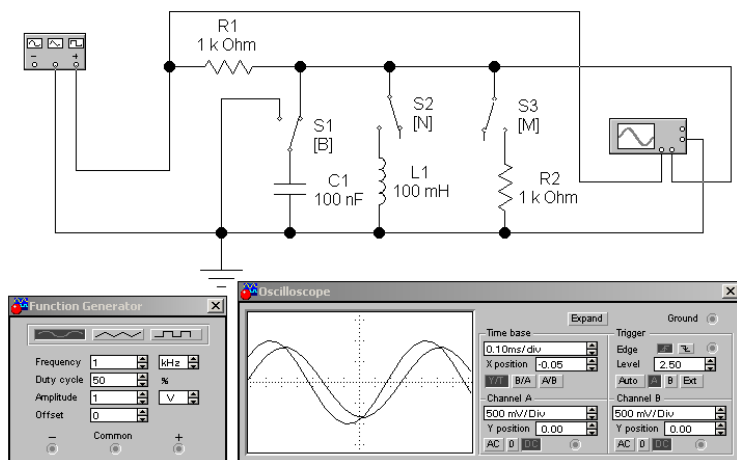 R1
1 k Ohm
S1
[B]
S2
[N]
S3
[M]
C1
100 nF
L1
100 mH
R2
1 k Ohm
− +
Function Generator
Frequency 1 kHz
Duty cycle 50 %
Amplitude 1 V
Offset 0
− Common +
Oscilloscope
Expand
Ground
Time base
0.10ms/div
X position -0.05
Y/T B/A A/B
Trigger
Edge
Level 2.50
Auto A B Ext
Channel A
500 mV/Div
Y position 0.00
AC 0 DC
Channel B
500 mV/Div
Y position 0.00
AC 0 DC